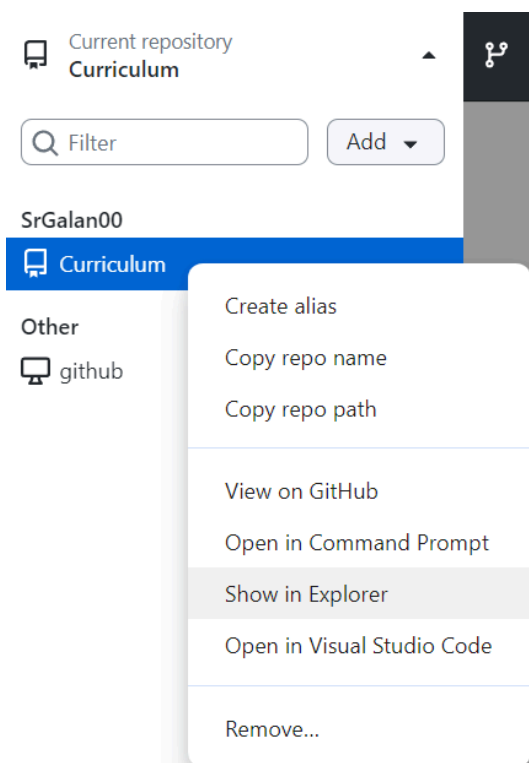 Current repository
Curriculum
Filter
Add
SrGalan00
Curriculum
Other
github
Create alias
Copy repo name
Copy repo path
View on GitHub
Open in Command Prompt
Show in Explorer
Open in Visual Studio Code
Remove...